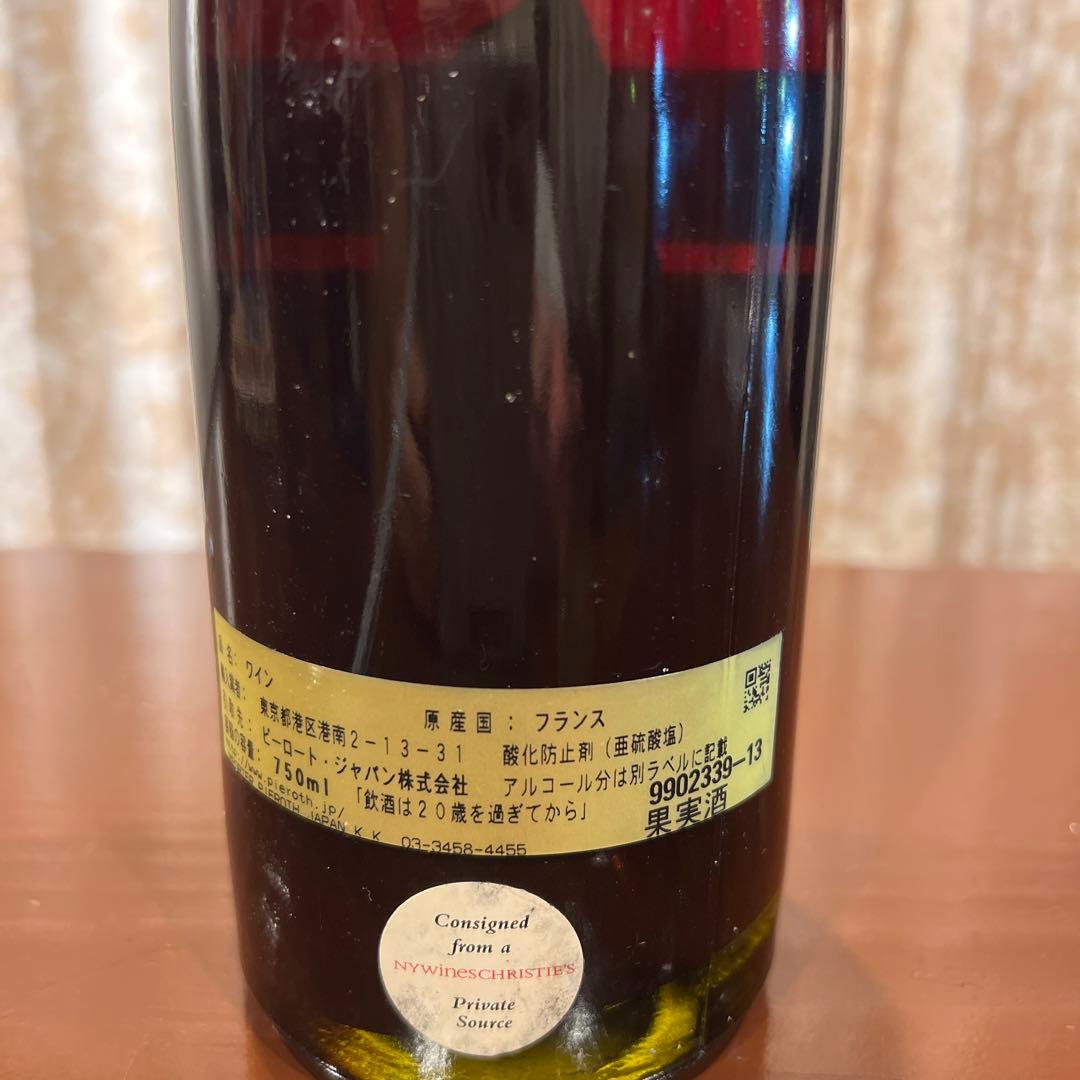 品名: ワイン
原産国: フランス
東京都港区港南2-13-31
酸化防止剤(亜硫酸塩)
ピーロート・ジャパン株式会社
アルコール分は別ラベルに記載
750ml
「飲酒は20歳を過ぎてから」
9902339-13
果実酒
http://www.pieroth.jp/
PIEROTH JAPAN K.K. 03-3458-4455
Consigned
from a
NYWinesCHRISTIE'S
Private
Source